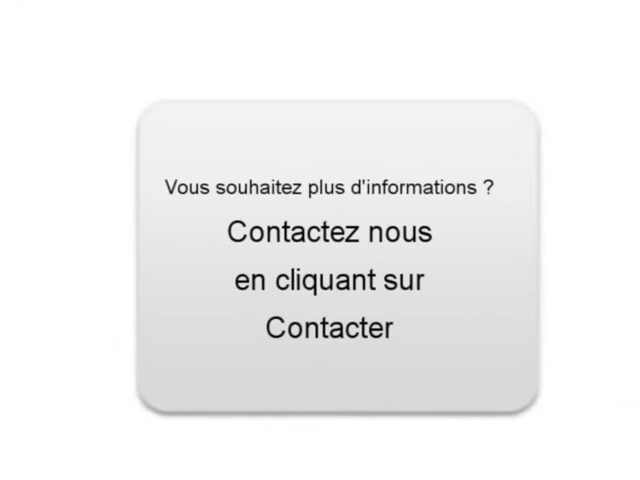 Vous souhaitez plus d'informations ?
Contactez nous
en cliquant sur
Contacter